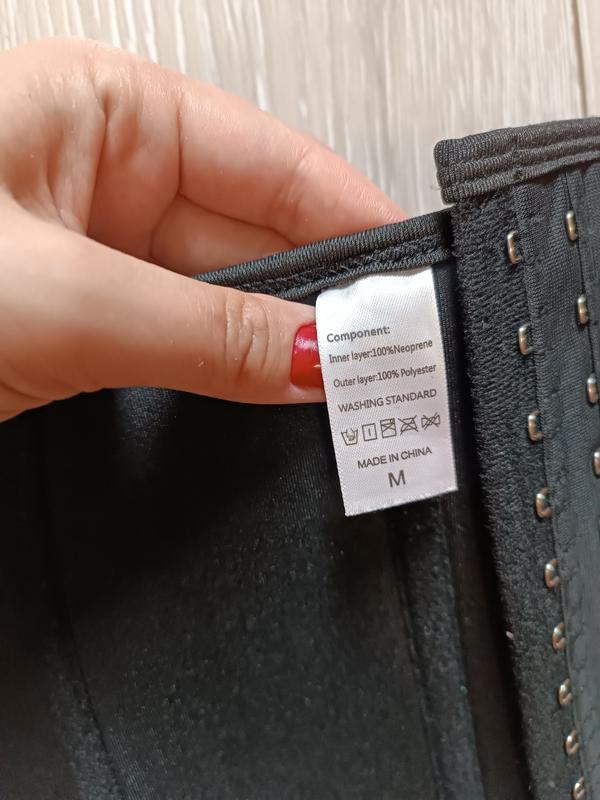 Component:
Inner layer:100%Neoprene
Outer layer:100% Polyester
WASHING STANDARD
MADE IN CHINA
M